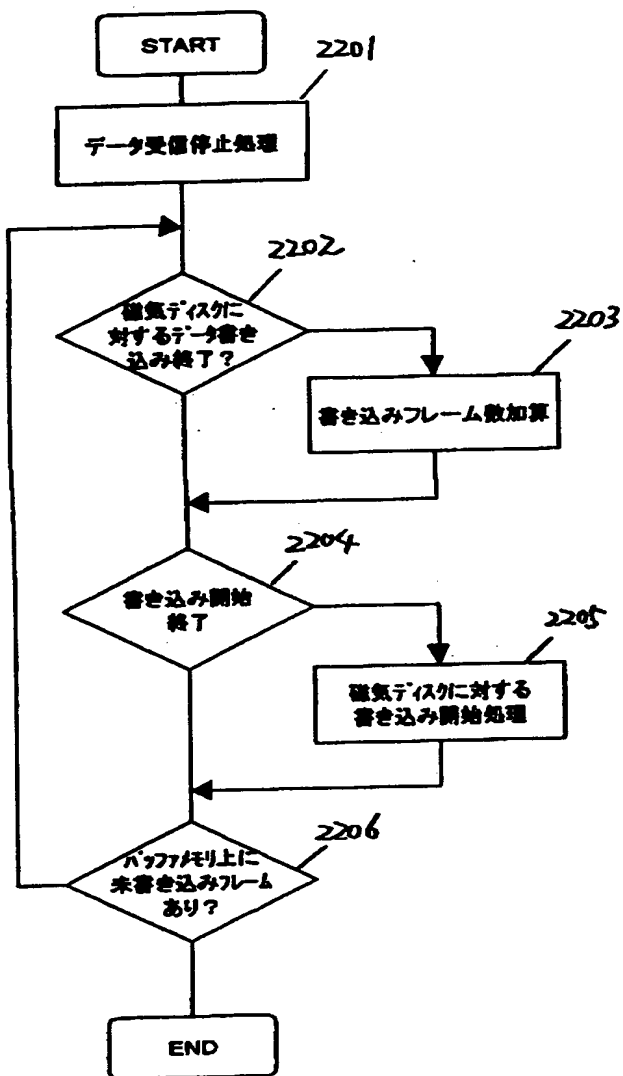 START
2201
データ受信停止処理
2202
磁気ディスクに
対するデータ書き
込み終了？
2203
書き込みフレーム数加算
2204
書き込み開始
終了
2205
磁気ディスクに対する
書き込み開始処理
2206
バッファメモリ上に
未書き込みフレーム
あり？
END